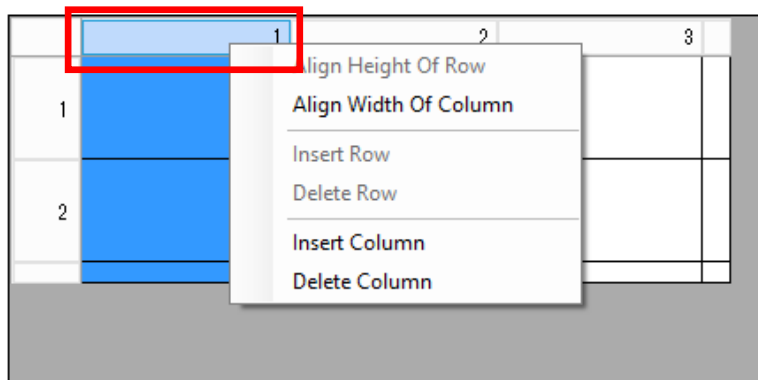 1 2 3
Align Height Of Row
1
Align Width Of Column
Insert Row
Delete Row
2
Insert Column
Delete Column